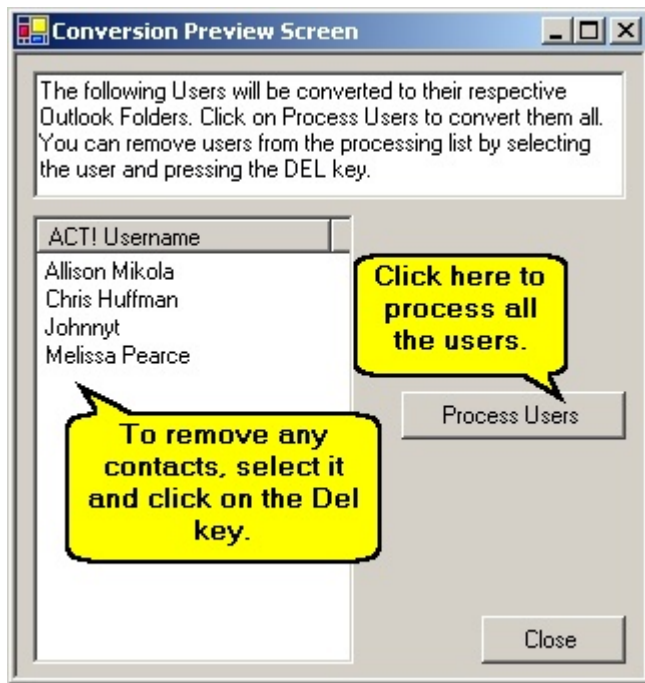 Conversion Preview Screen
The following Users will be converted to their respective
Outlook Folders. Click on Process Users to convert them all.
You can remove users from the processing list by selecting
the user and pressing the DEL key.
ACT! Username
Allison Mikola
Chris Huffman
Johnnyt
Melissa Pearce
Click here to
process all
the users.
Process Users
To remove any
contacts, select it
and click on the Del
key.
Close